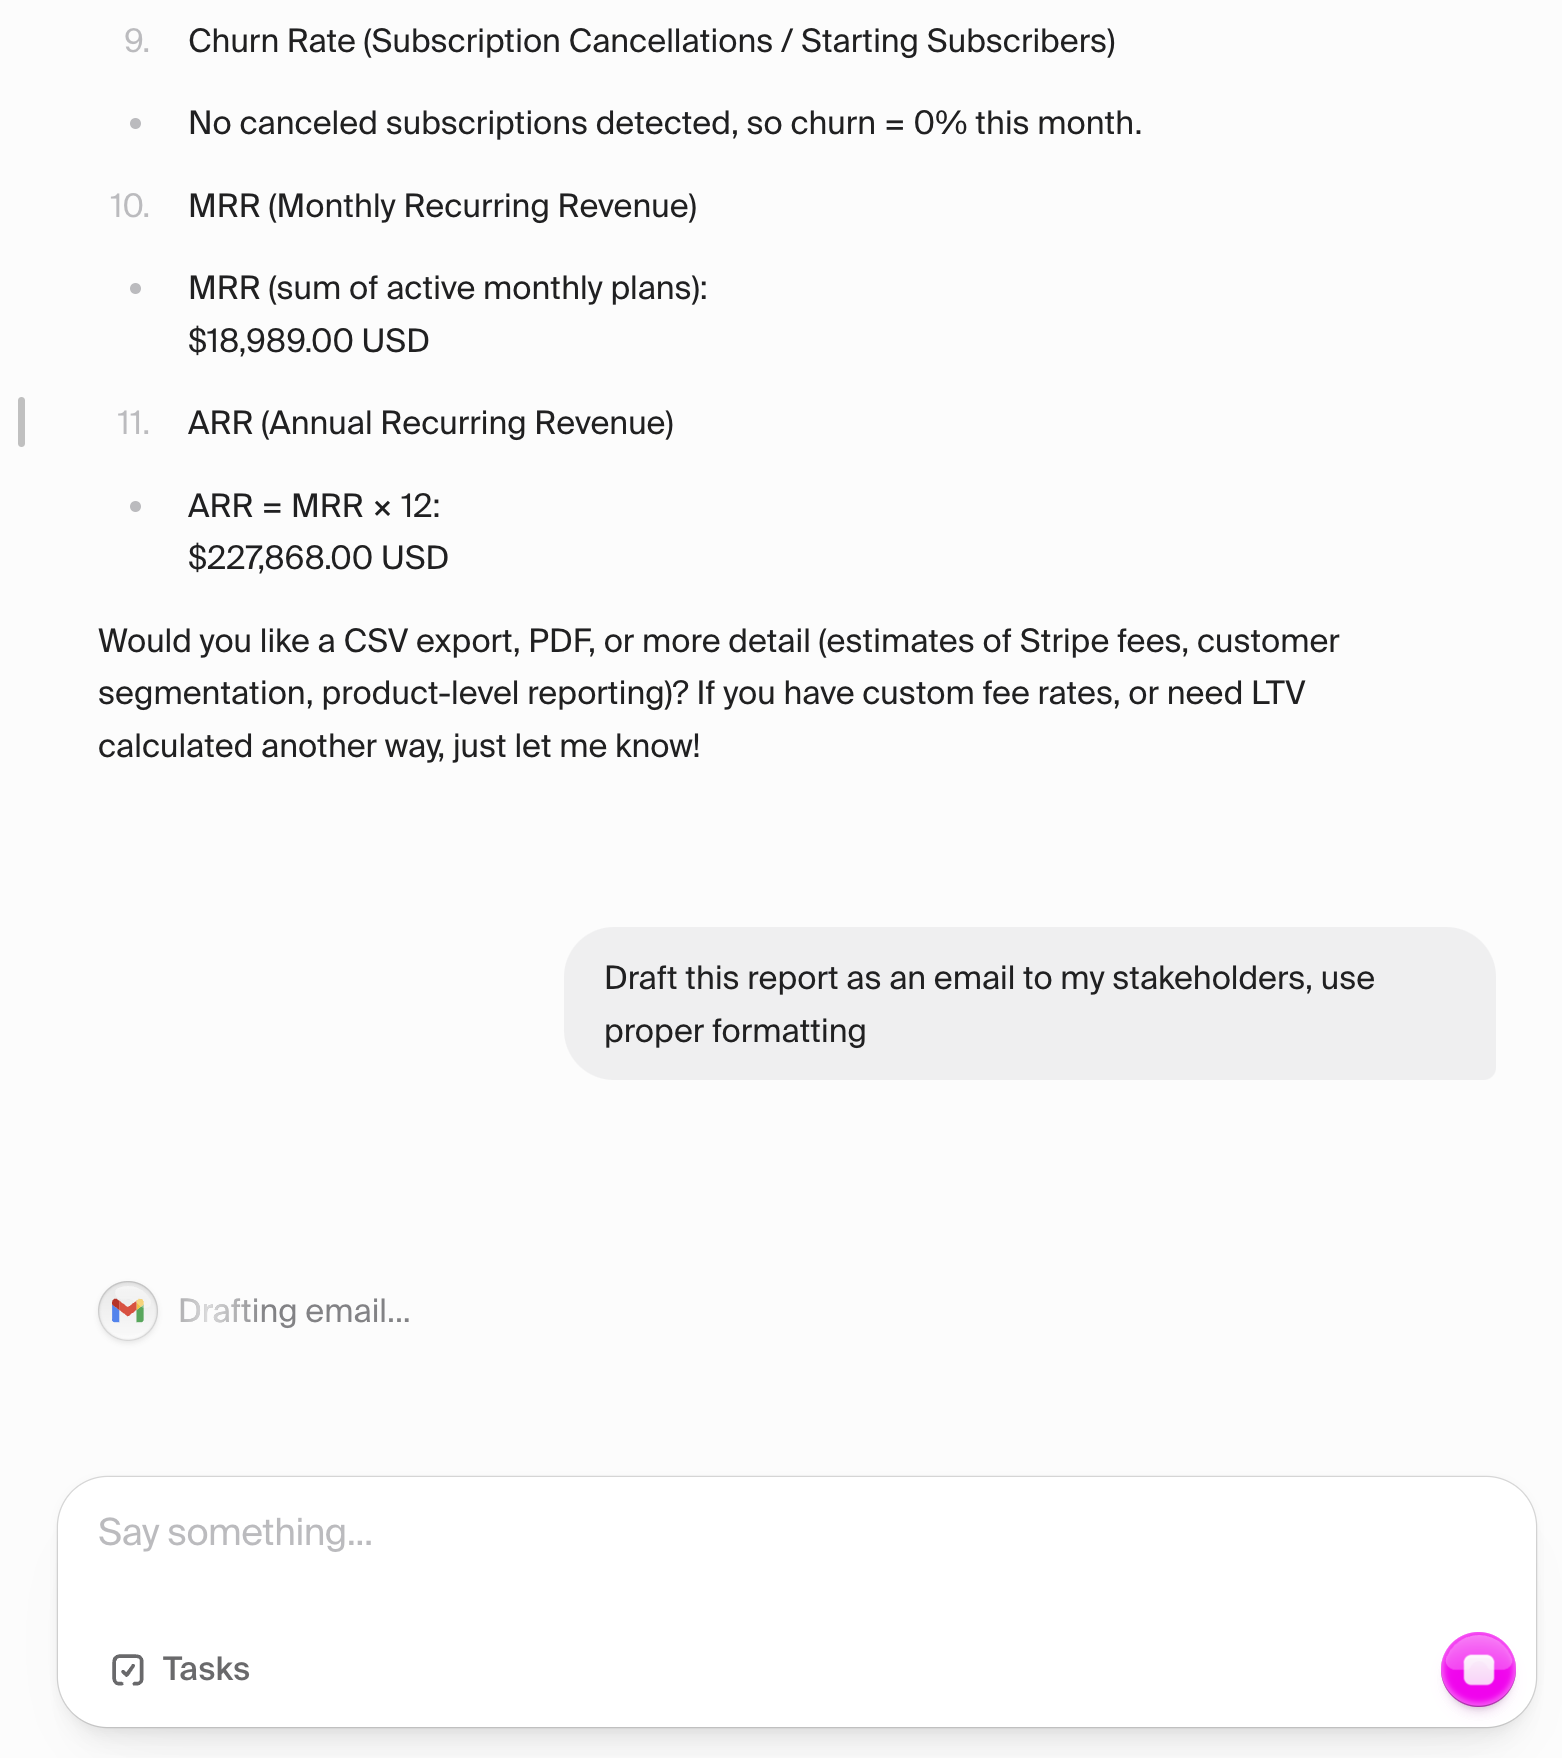 9. Churn Rate (Subscription Cancellations / Starting Subscribers)
• No canceled subscriptions detected, so churn = 0% this month.
10. MRR (Monthly Recurring Revenue)
• MRR (sum of active monthly plans):
$18,989.00 USD
11. ARR (Annual Recurring Revenue)
• ARR = MRR × 12:
$227,868.00 USD
Would you like a CSV export, PDF, or more detail (estimates of Stripe fees, customer
segmentation, product-level reporting)? If you have custom fee rates, or need LTV
calculated another way, just let me know!
Draft this report as an email to my stakeholders, use
proper formatting
Drafting email...
Say something...
Tasks